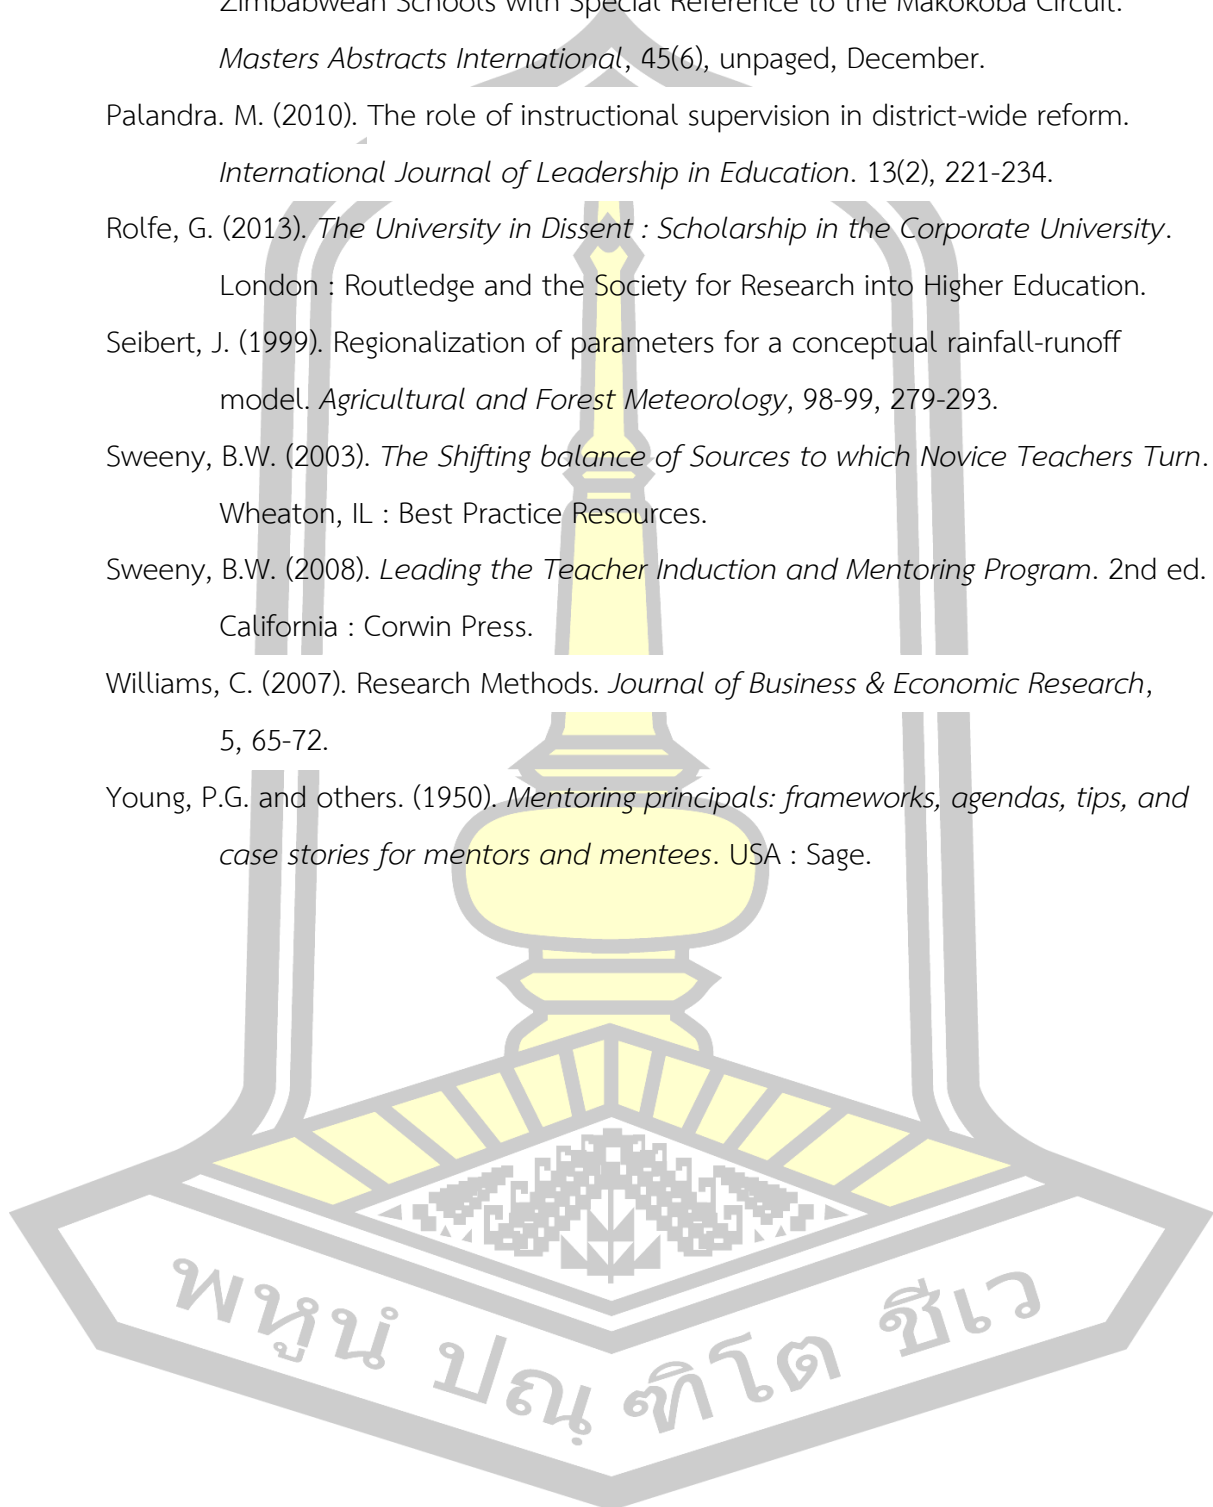 Zimbabwean Schools with Special Reference to the Makokoba Circuit.
Masters Abstracts International, 45(6), unpaged, December.
Palandra. M. (2010). The role of instructional supervision in district-wide reform.
International Journal of Leadership in Education. 13(2), 221-234.
Rolfe, G. (2013). The University in Dissent : Scholarship in the Corporate University.
London : Routledge and the Society for Research into Higher Education.
Seibert, J. (1999). Regionalization of parameters for a conceptual rainfall-runoff
model. Agricultural and Forest Meteorology, 98-99, 279-293.
Sweeny, B.W. (2003). The Shifting balance of Sources to which Novice Teachers Turn.
Wheaton, IL : Best Practice Resources.
Sweeny, B.W. (2008). Leading the Teacher Induction and Mentoring Program. 2nd ed.
California : Corwin Press.
Williams, C. (2007). Research Methods. Journal of Business & Economic Research,
5, 65-72.
Young, P.G. and others. (1950). Mentoring principals: frameworks, agendas, tips, and
case stories for mentors and mentees. USA : Sage.
พหูนํ ปณฺฑิโต ชีเว